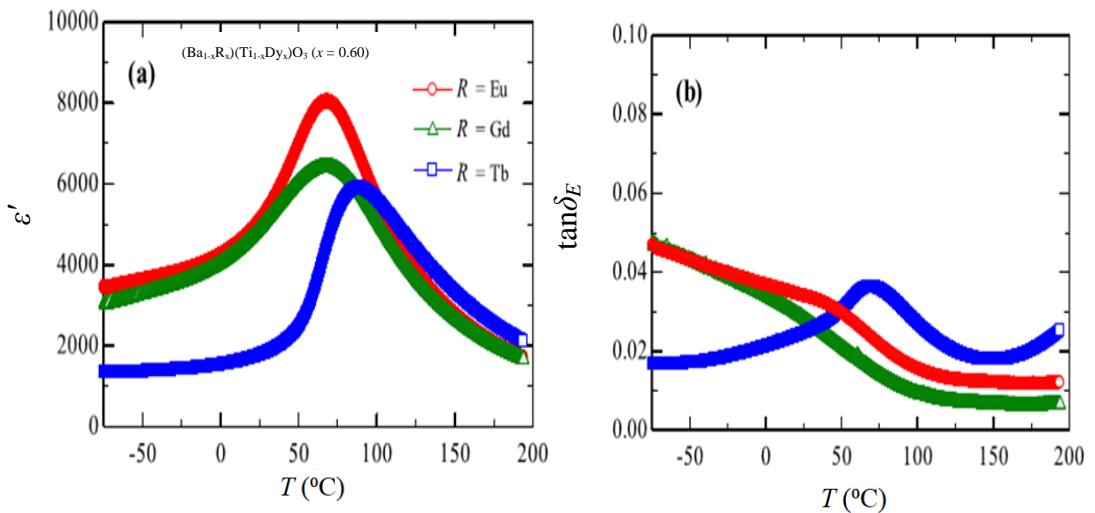 (Ba₁₋ₓRₓ)(Ti₁₋ₓDyₓ)O₃ (x = 0.60)
(a)
R = Eu
R = Gd
R = Tb
10000
8000
6000
4000
2000
0
ε′
-50 0 50 100 150 200
T (⁰C)
(b)
0.10
0.08
0.06
0.04
0.02
0.00
tanδE
-50 0 50 100 150 200
T (⁰C)